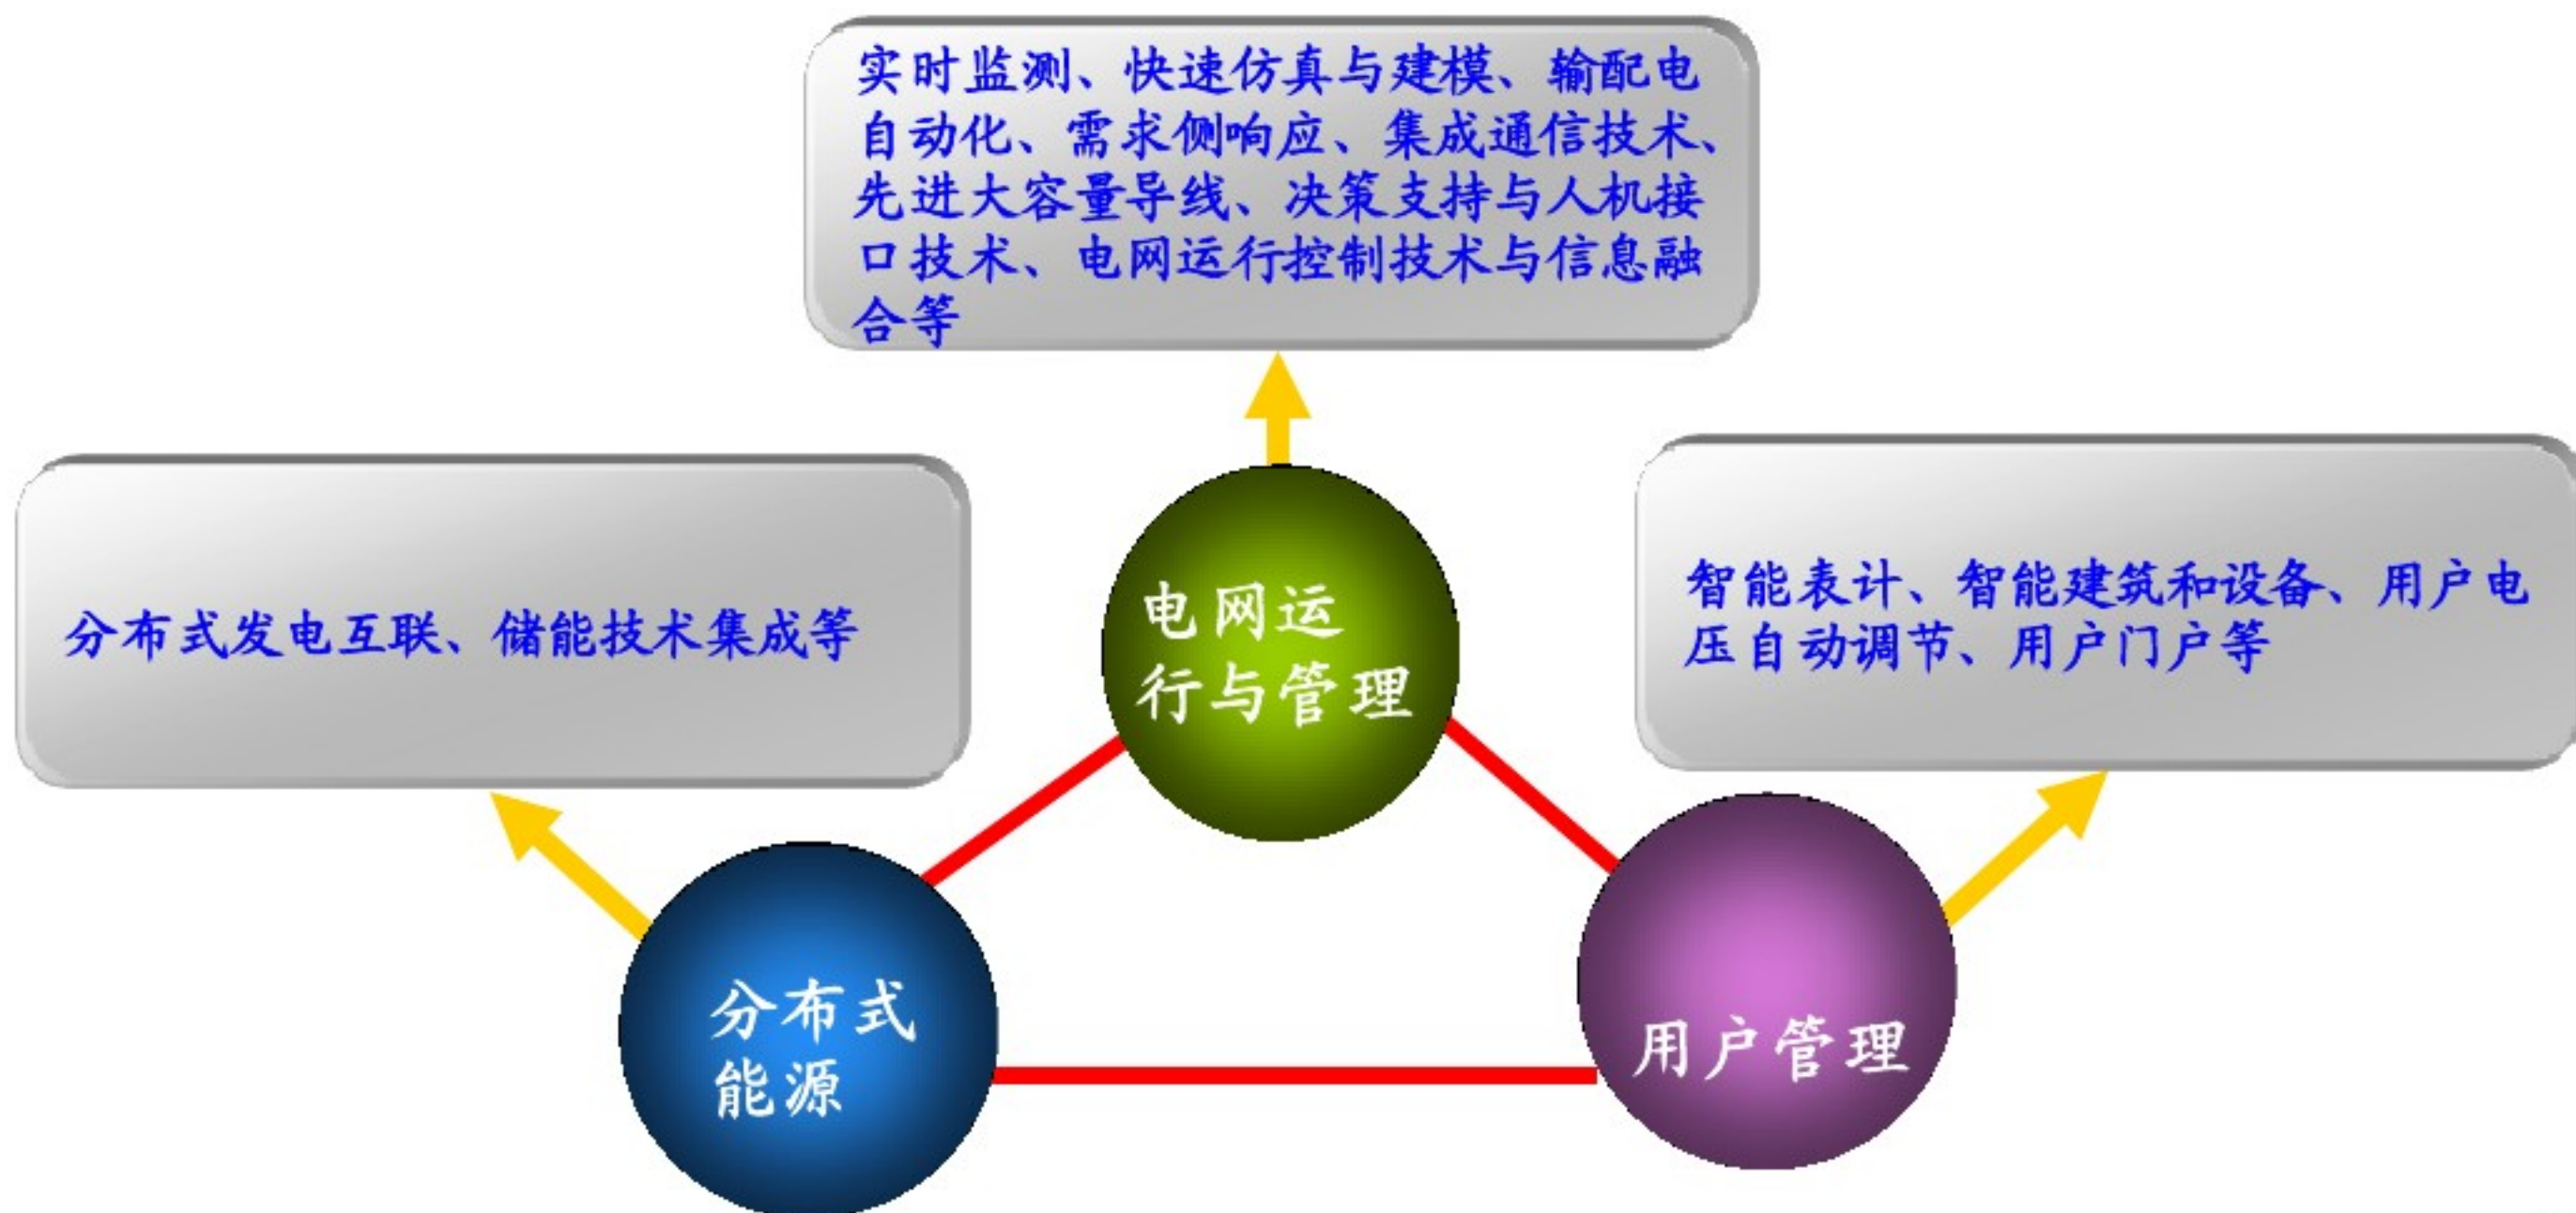 实时监测、快速仿真与建模、输配电
自动化、需求侧响应、集成通信技术、
先进大容量导线、决策支持与人机接
口技术、电网运行控制技术与信息融
合等
分布式发电互联、储能技术集成等
电网运
行与管理
智能表计、智能建筑和设备、用户电
压自动调节、用户门户等
分布式
能源
用户管理